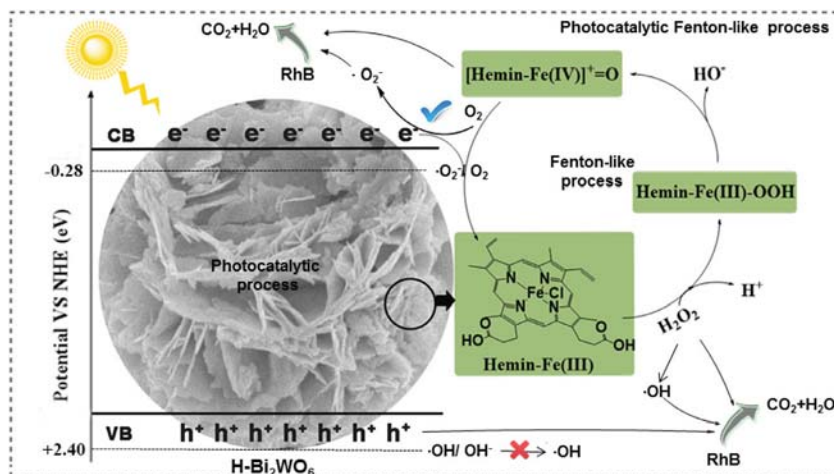 Photocatalytic Fenton-like process
CO₂+H₂O
RhB
· O₂⁻
[Hemin-Fe(IV)]⁺=O
HO⁻
O₂
CB
e⁻ e⁻ e⁻ e⁻ e⁻ e⁻ e⁻
-0.28
·O₂⁻/ O₂
Fenton-like
process
Hemin-Fe(III)-OOH
Potential VS NHE (eV)
Photocatalytic
process
N N
Fe-Cl
N N
HO
O
O
OH
Hemin-Fe(III)
H⁺
H₂O₂
·OH
CO₂+H₂O
RhB
VB
h⁺ h⁺ h⁺ h⁺ h⁺ h⁺ h⁺
+2.40
·OH/ OH⁻ ·OH
H-Bi₂WO₆